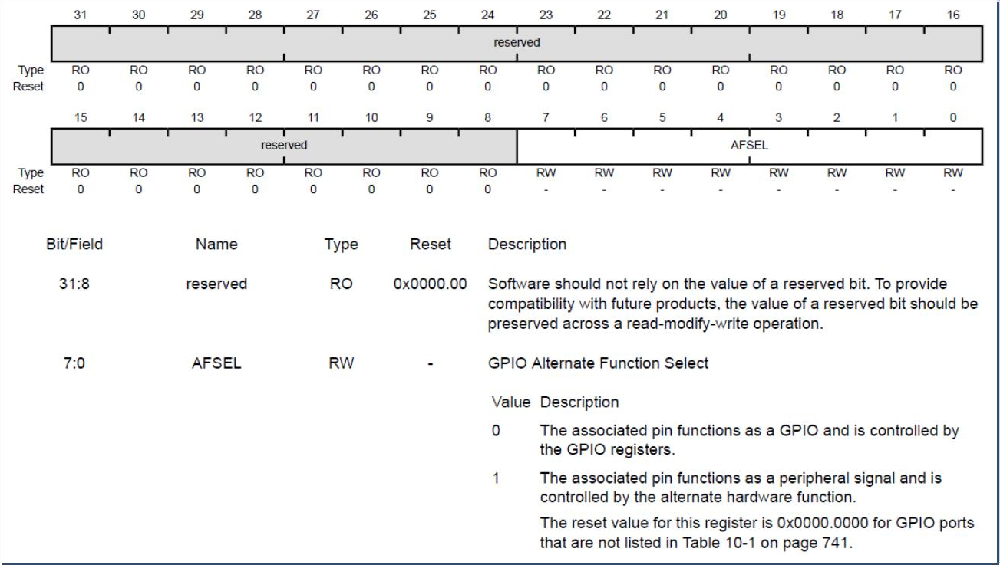 31 30 29 28 27 26 25 24 23 22 21 20 19 18 17 16
reserved
Type RO RO RO RO RO RO RO RO RO RO RO RO RO RO RO RO
Reset 0 0 0 0 0 0 0 0 0 0 0 0 0 0 0 0
15 14 13 12 11 10 9 8 7 6 5 4 3 2 1 0
reserved AFSEL
Type RO RO RO RO RO RO RO RO RW RW RW RW RW RW RW RW
Reset 0 0 0 0 0 0 0 0 - - - - - - - -
Bit/Field Name Type Reset Description
31:8 reserved RO 0x0000.00 Software should not rely on the value of a reserved bit. To provide
compatibility with future products, the value of a reserved bit should be
preserved across a read-modify-write operation.
7:0 AFSEL RW - GPIO Alternate Function Select
Value Description
0 The associated pin functions as a GPIO and is controlled by
the GPIO registers.
1 The associated pin functions as a peripheral signal and is
controlled by the alternate hardware function.
The reset value for this register is 0x0000.0000 for GPIO ports
that are not listed in Table 10-1 on page 741.